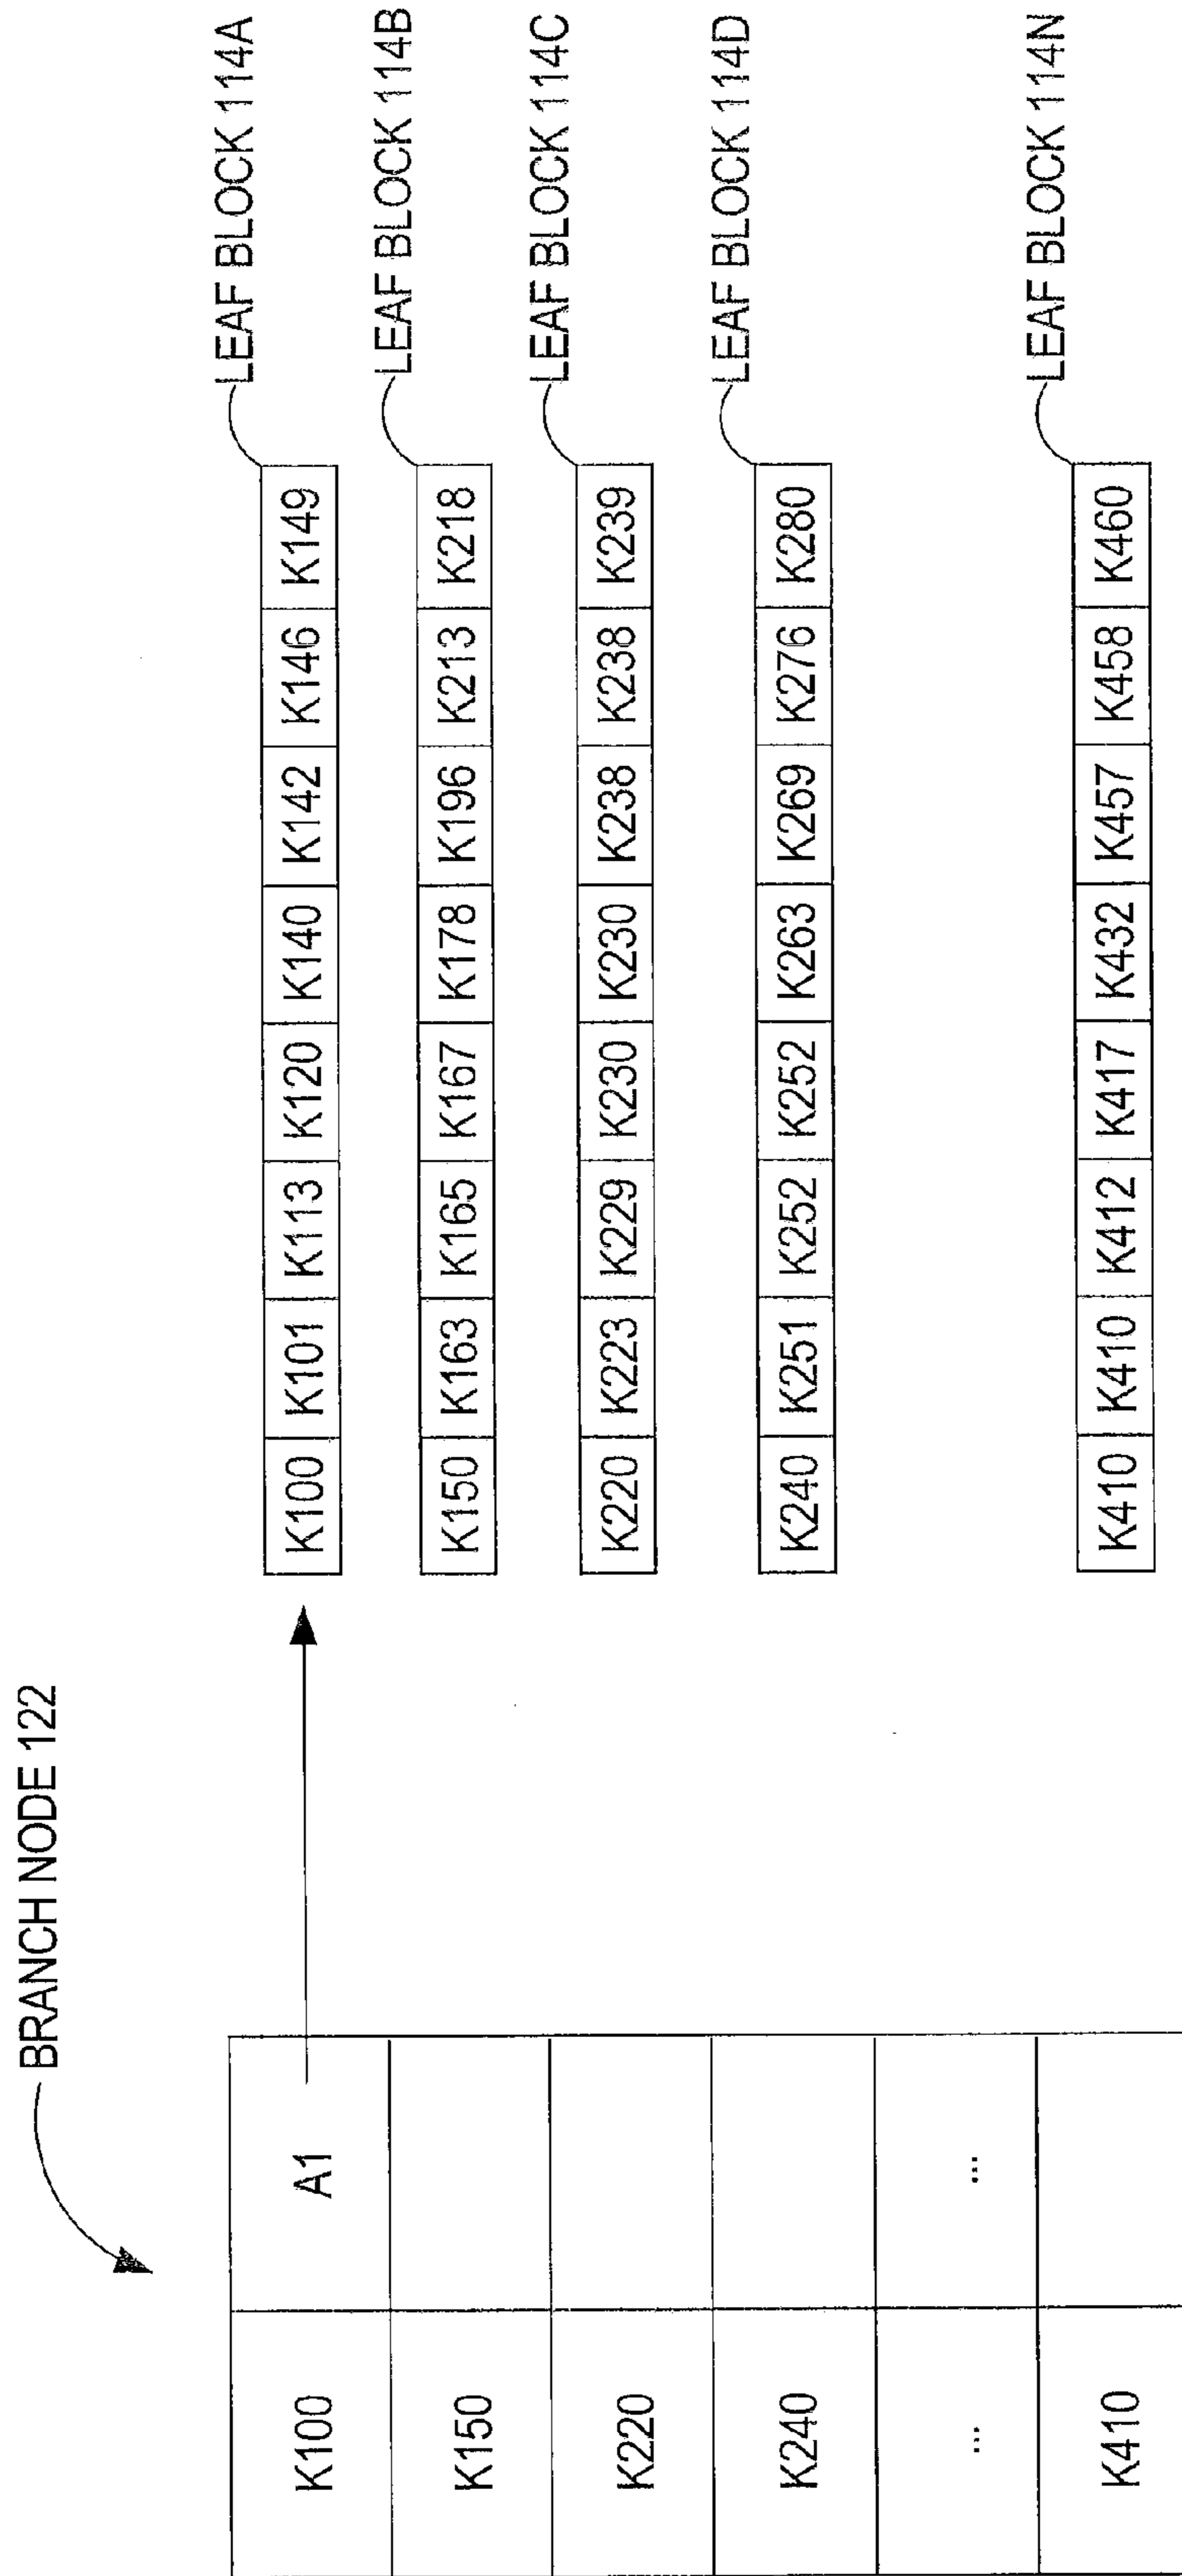 BRANCH NODE 122
K100 A1
K150
K220
K240
... ...
K410
K100 K101 K113 K120 K140 K142 K146 K149
LEAF BLOCK 114A
K150 K163 K165 K167 K178 K196 K213 K218
LEAF BLOCK 114B
K220 K223 K229 K230 K230 K238 K238 K239
LEAF BLOCK 114C
K240 K251 K252 K252 K263 K269 K276 K280
LEAF BLOCK 114D
K410 K410 K412 K417 K432 K457 K458 K460
LEAF BLOCK 114N